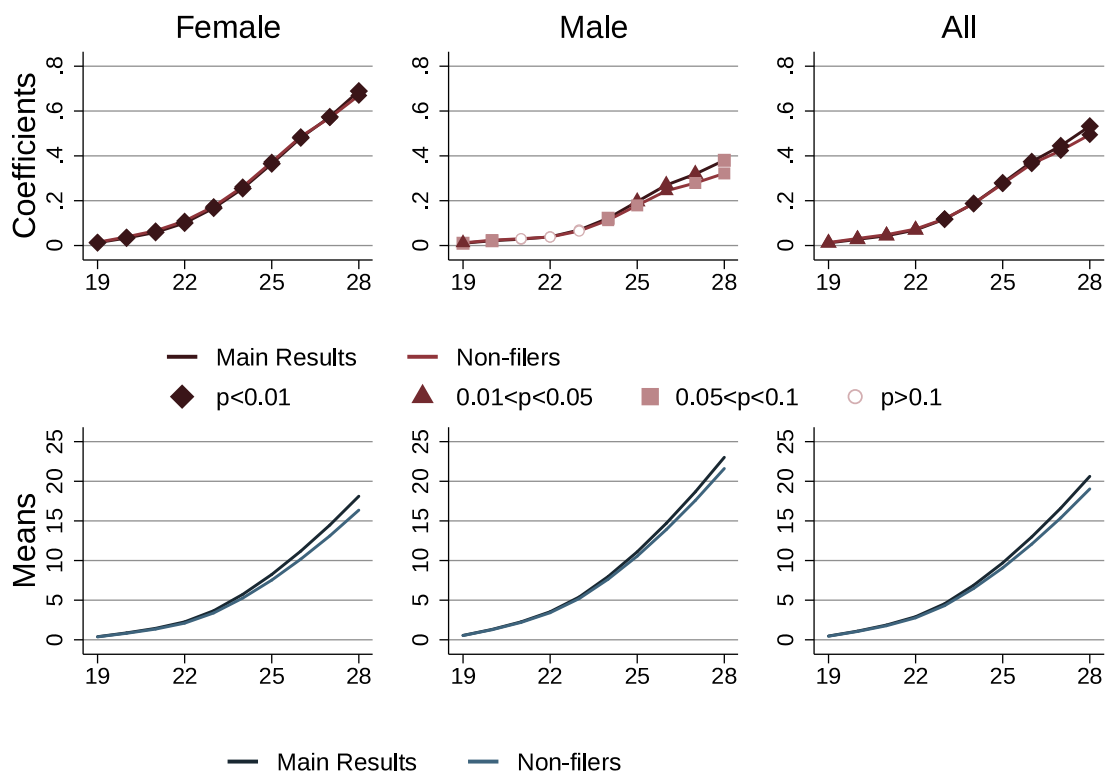 Female Male All
Coefficients
.8 .6 .4 .2 0
.8 .6 .4 .2 0
.8 .6 .4 .2 0
19 22 25 28 19 22 25 28 19 22 25 28
Main Results Non-filers
p<0.01 0.01<p<0.05 0.05<p<0.1 p>0.1
Means
25 20 15 10 5 0
25 20 15 10 5 0
25 20 15 10 5 0
19 22 25 28 19 22 25 28 19 22 25 28
Main Results Non-filers